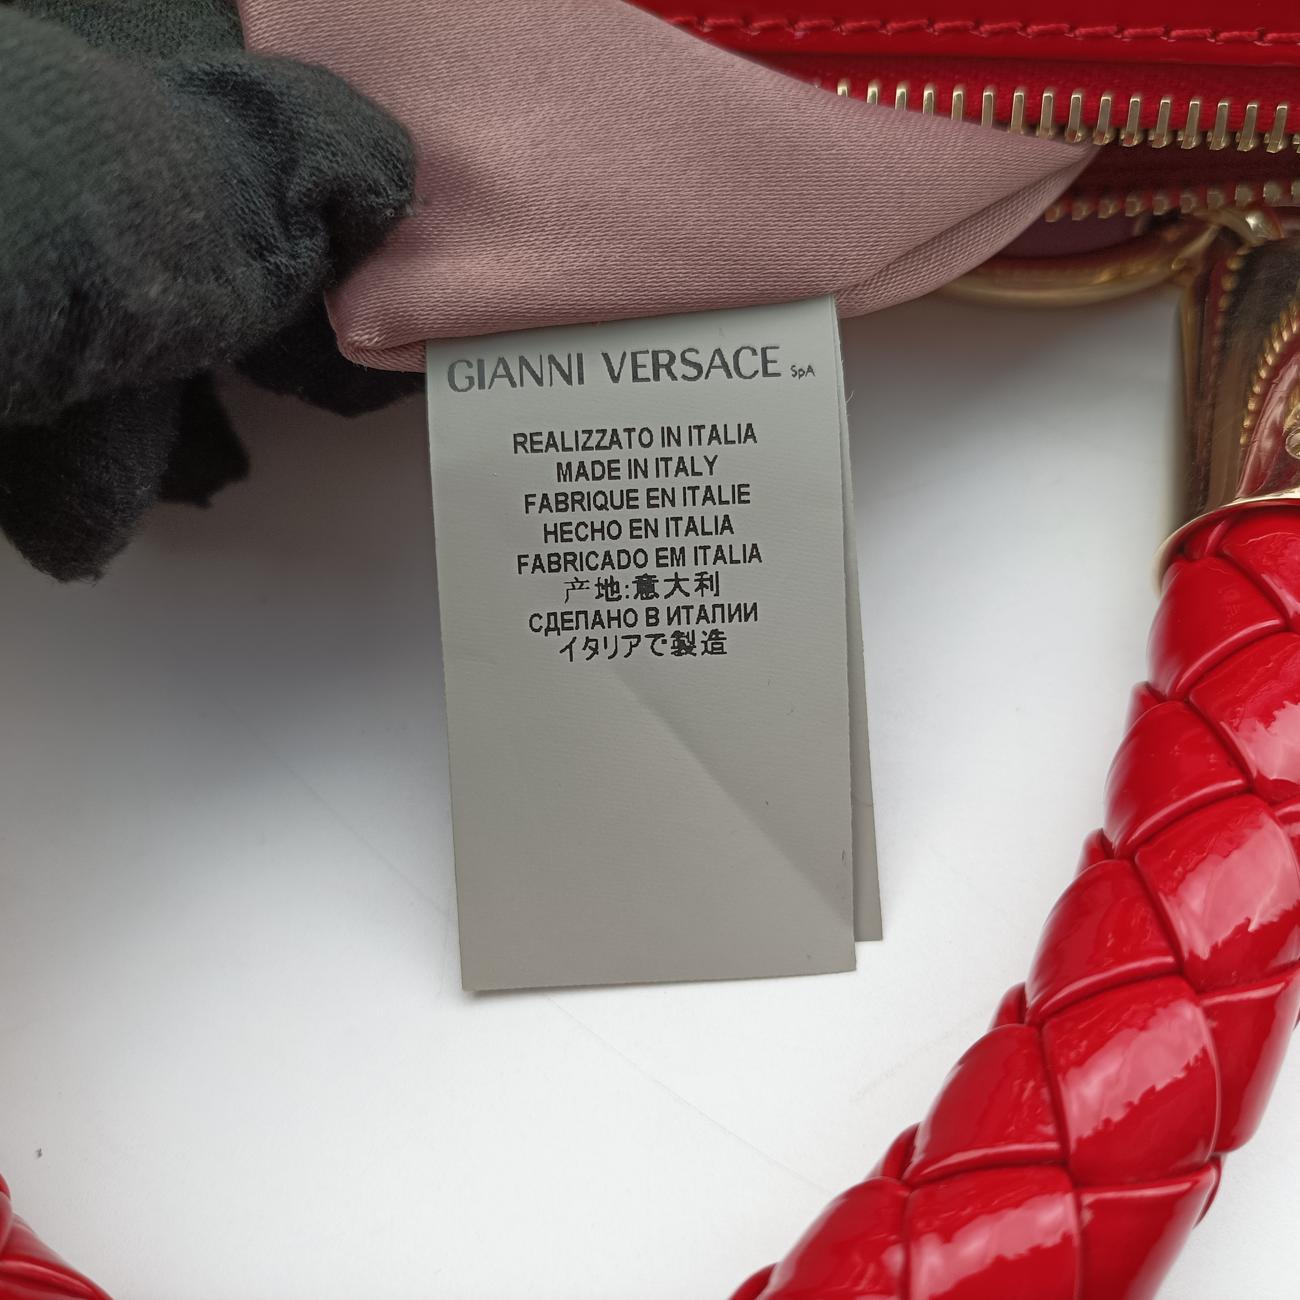 GIANNI VERSACE SpA
REALIZZATO IN ITALIA
MADE IN ITALY
FABRIQUE EN ITALIE
HECHO EN ITALIA
FABRICADO EM ITALIA
产地:意大利
СДЕПАНО В ИТАПИИ
イタリアで製造